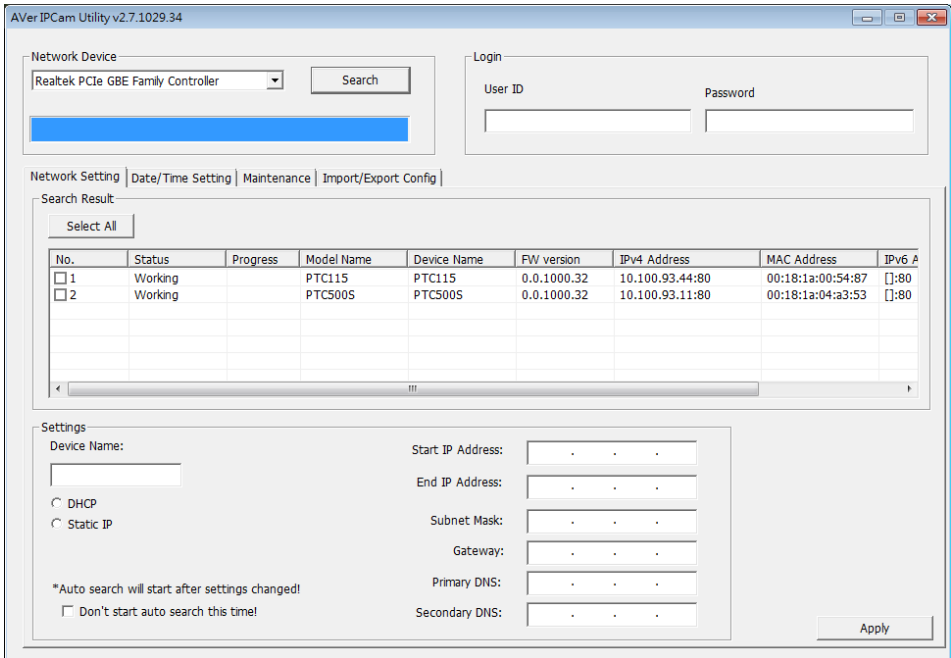 AVer IPCam Utility v2.7.1029.34
Network Device
Realtek PCIe GBE Family Controller
Search
Login
User ID
Password
Network Setting Date/Time Setting Maintenance Import/Export Config
Search Result
Select All
No. Status Progress Model Name Device Name FW version IPv4 Address MAC Address IPv6 A
1 Working PTC115 PTC115 0.0.1000.32 10.100.93.44:80 00:18:1a:00:54:87 []:80
2 Working PTC500S PTC500S 0.0.1000.32 10.100.93.11:80 00:18:1a:04:a3:53 []:80
Settings
Device Name:
DHCP
Static IP
*Auto search will start after settings changed!
Don't start auto search this time!
Start IP Address: . . .
End IP Address: . . .
Subnet Mask: . . .
Gateway: . . .
Primary DNS: . . .
Secondary DNS: . . .
Apply